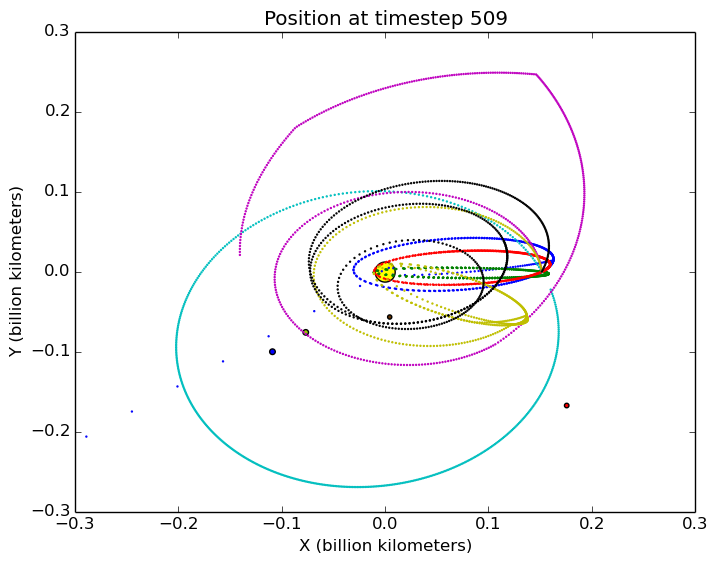 Position at timestep 509
0.3
0.2
0.1
0.0
−0.1
−0.2
−0.3
Y (billion kilometers)
−0.3 −0.2 −0.1 0.0 0.1 0.2 0.3
X (billion kilometers)